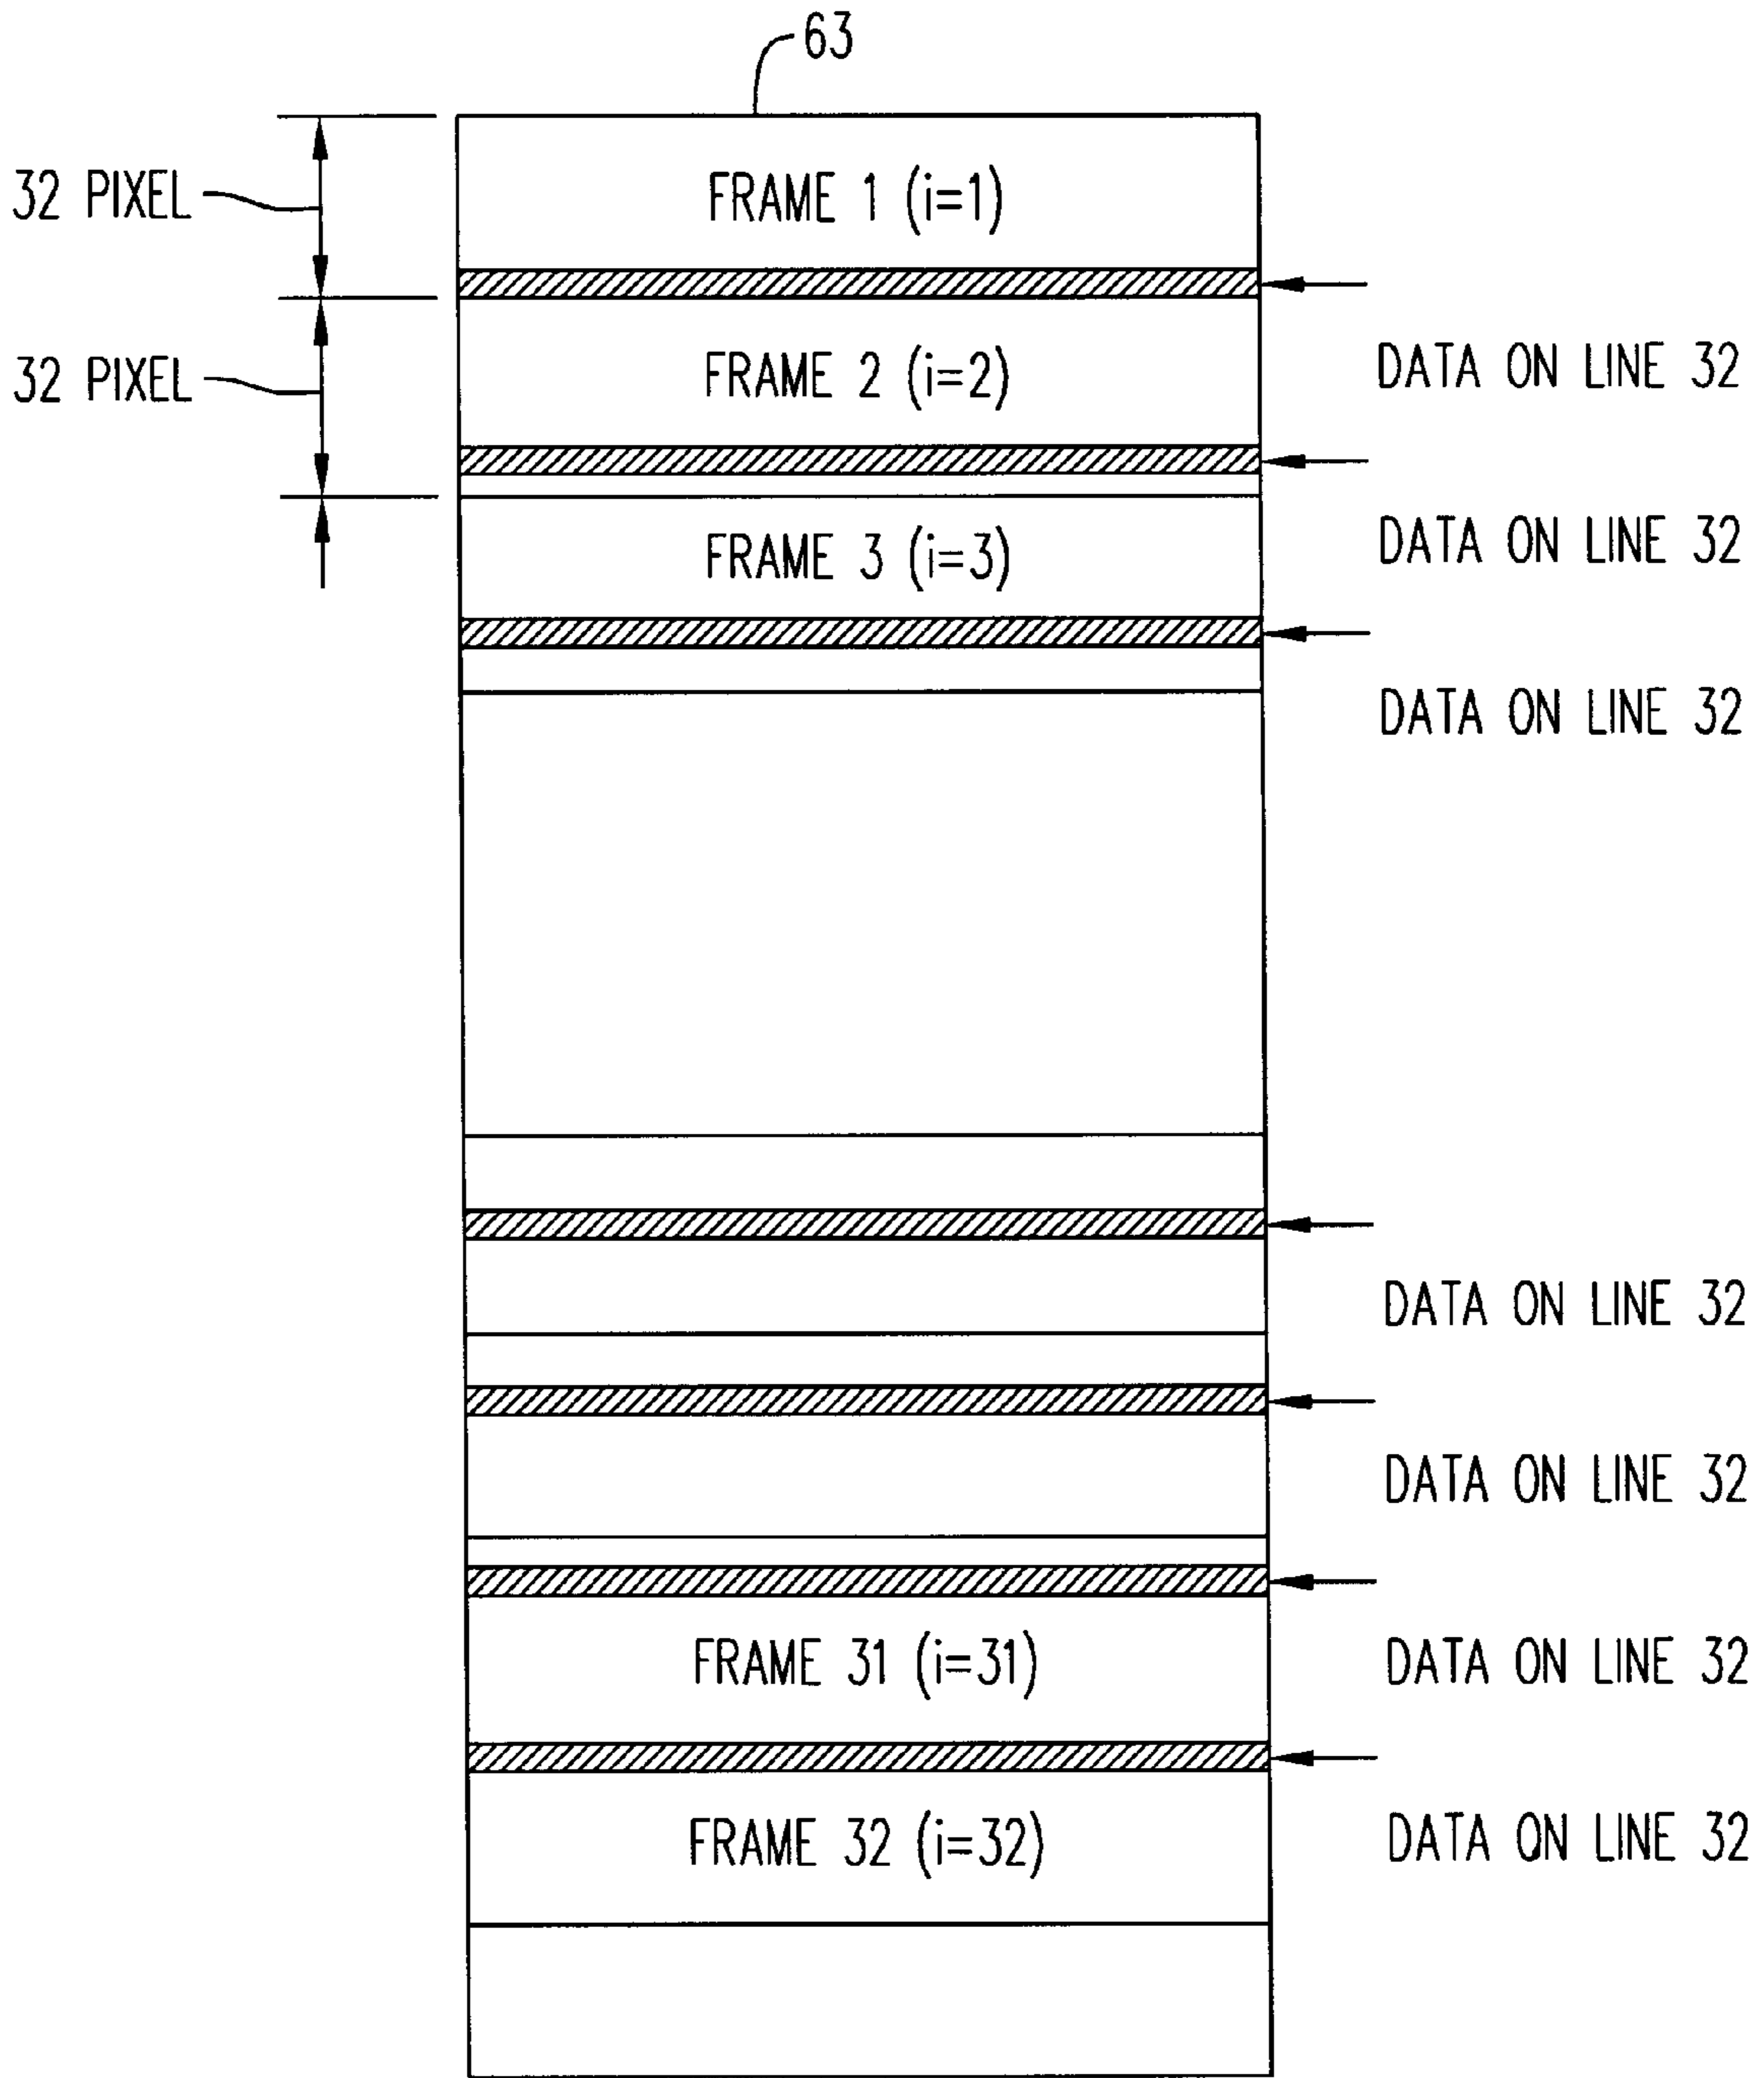 63
32 PIXEL
FRAME 1 (i=1)
32 PIXEL
FRAME 2 (i=2)
DATA ON LINE 32
FRAME 3 (i=3)
DATA ON LINE 32
DATA ON LINE 32
DATA ON LINE 32
DATA ON LINE 32
FRAME 31 (i=31)
DATA ON LINE 32
FRAME 32 (i=32)
DATA ON LINE 32